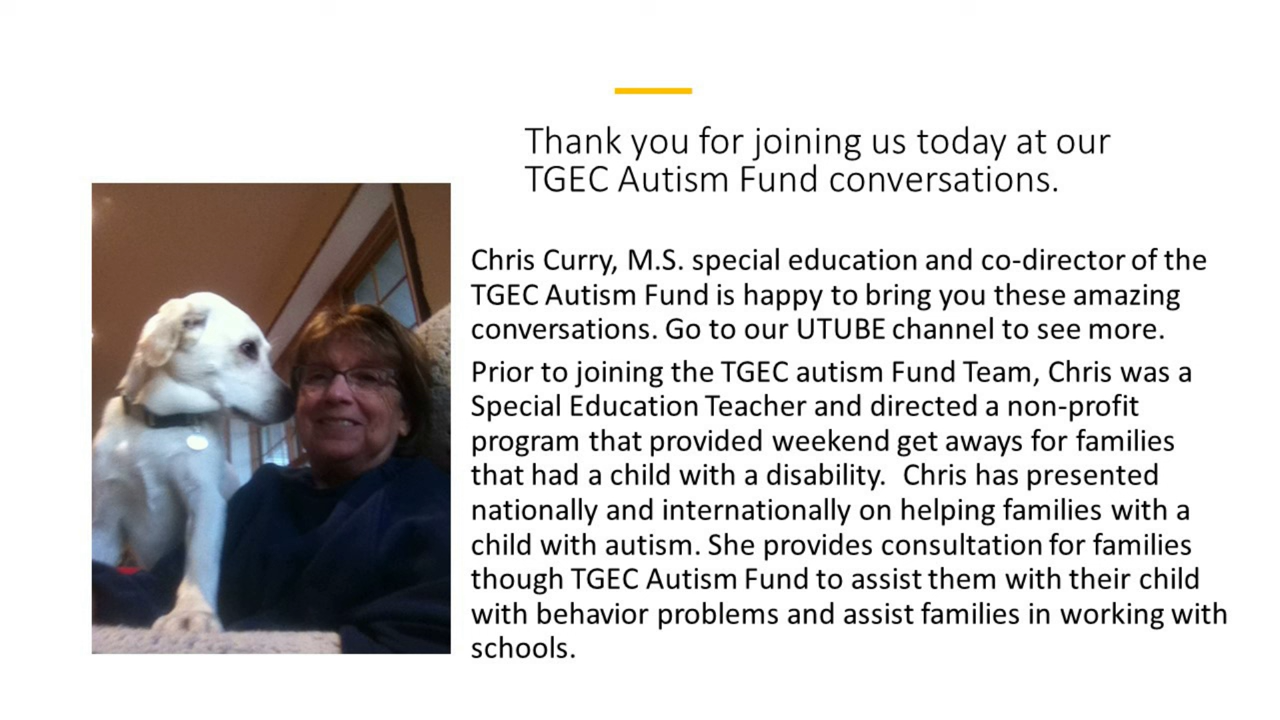 Thank you for joining us today at our
TGEC Autism Fund conversations.
Chris Curry, M.S. special education and co-director of the
TGEC Autism Fund is happy to bring you these amazing
conversations. Go to our UTUBE channel to see more.
Prior to joining the TGEC autism Fund Team, Chris was a
Special Education Teacher and directed a non-profit
program that provided weekend get aways for families
that had a child with a disability.  Chris has presented
nationally and internationally on helping families with a
child with autism. She provides consultation for families
though TGEC Autism Fund to assist them with their child
with behavior problems and assist families in working with
schools.